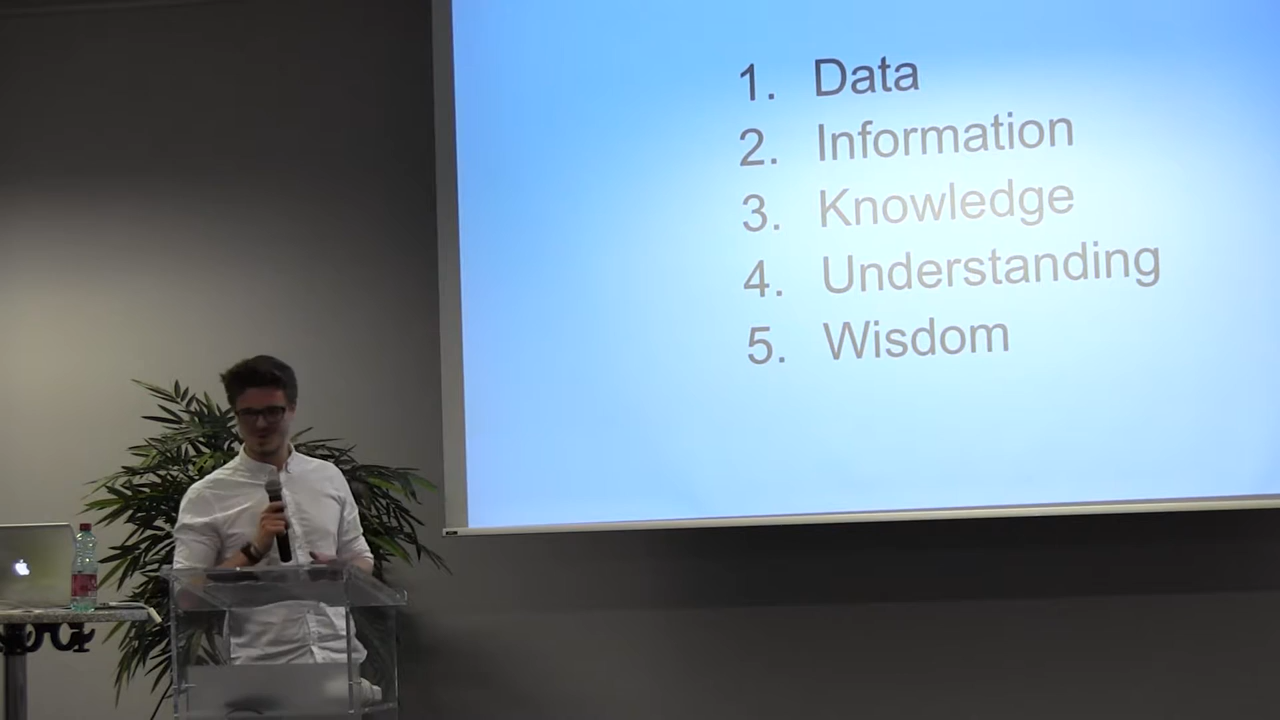 1. Data
2. Information
3. Knowledge
4. Understanding
5. Wisdom